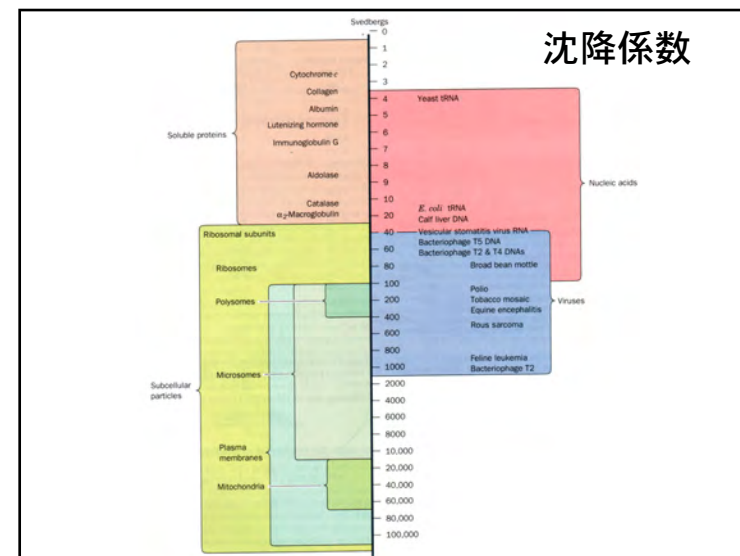 沈降係数
Svedbergs
0
1
2
3
4
5
6
7
8
9
10
20
40
60
80
100
200
400
600
800
1000
2000
4000
6000
8000
10,000
20,000
40,000
60,000
80,000
100,000
Soluble proteins
Cytochrome c
Collagen
Albumin
Lutenizing hormone
Immunoglobulin G
Aldolase
Catalase
α₂-Macroglobulin
Subcellular
particles
Ribosomal subunits
Ribosomes
Polysomes
Microsomes
Plasma
membranes
Mitochondria
Nucleic acids
Yeast tRNA
E. coli tRNA
Calf liver DNA
Vesicular stomatitis virus RNA
Bacteriophage T5 DNA
Bacteriophage T2 & T4 DNAs
Viruses
Broad bean mottle
Polio
Tobacco mosaic
Equine encephalitis
Rous sarcoma
Feline leukemia
Bacteriophage T2